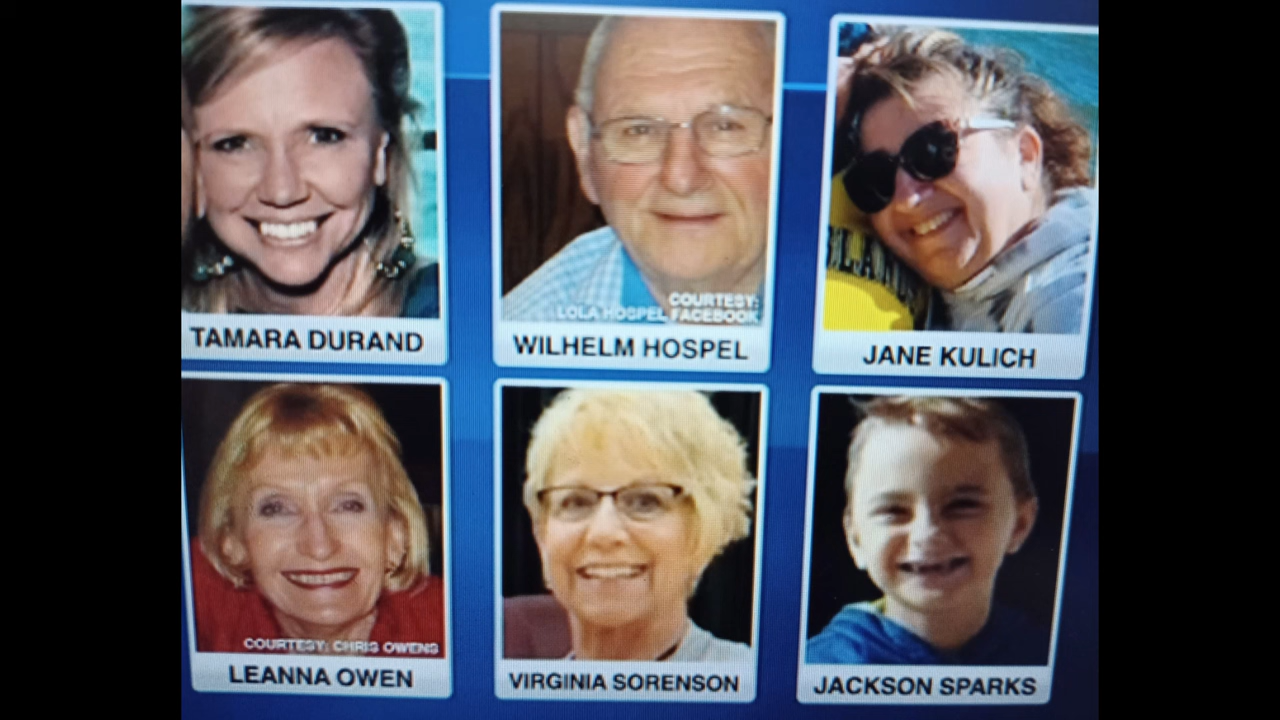 TAMARA DURAND
COURTESY:
LOLA HOSPEL FACEBOOK
WILHELM HOSPEL
JANE KULICH
COURTESY: CHRIS OWENS
LEANNA OWEN
VIRGINIA SORENSON
JACKSON SPARKS